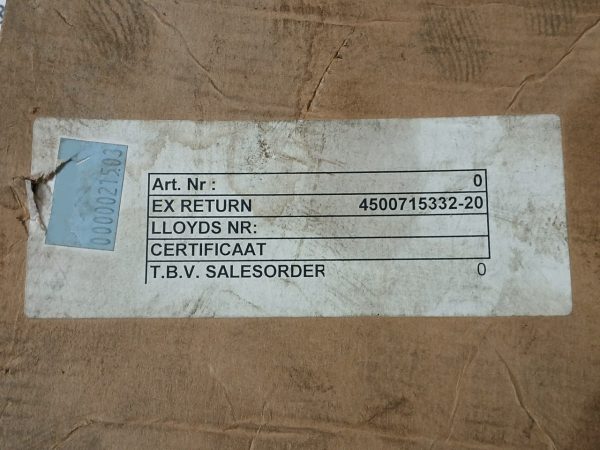 0000021503
Art. Nr : 0
EX RETURN 4500715332-20
LLOYDS NR:
CERTIFICAAT
T.B.V. SALESORDER 0